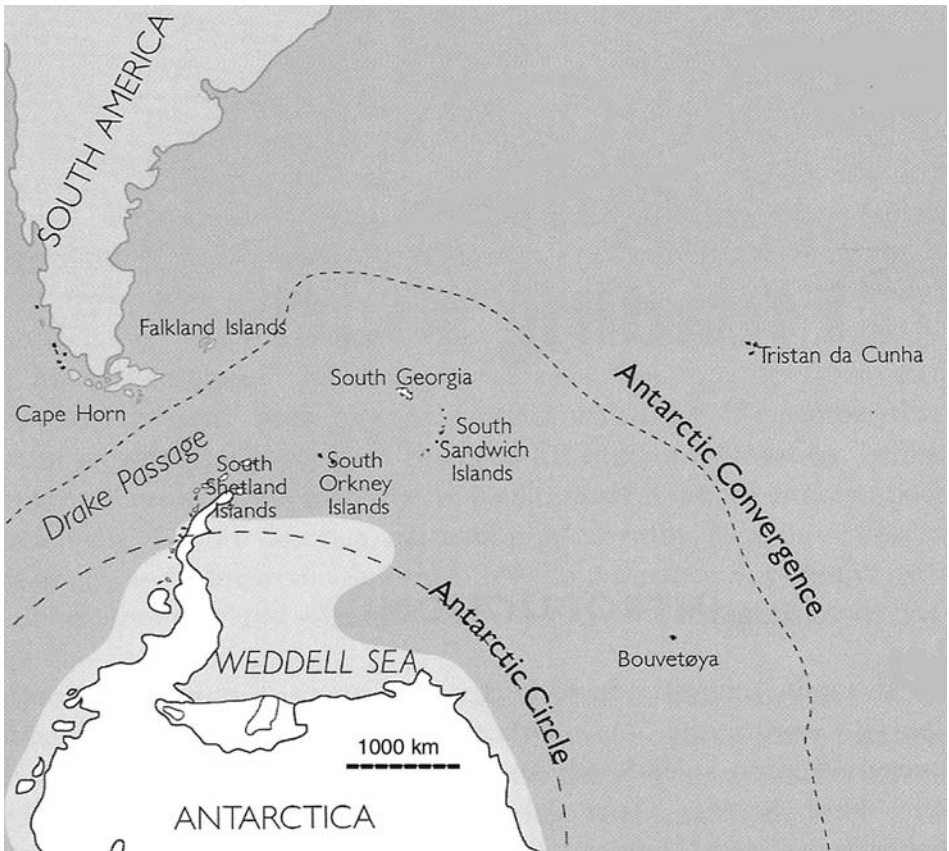 SOUTH AMERICA
Falkland Islands
Tristan da Cunha
South Georgia
Cape Horn
South
Sandwich
Islands
Antarctic Convergence
Drake Passage
South
Shetland
Islands
South
Orkney
Islands
Antarctic Circle
Bouvetøya
WEDDELL SEA
1000 km
ANTARCTICA